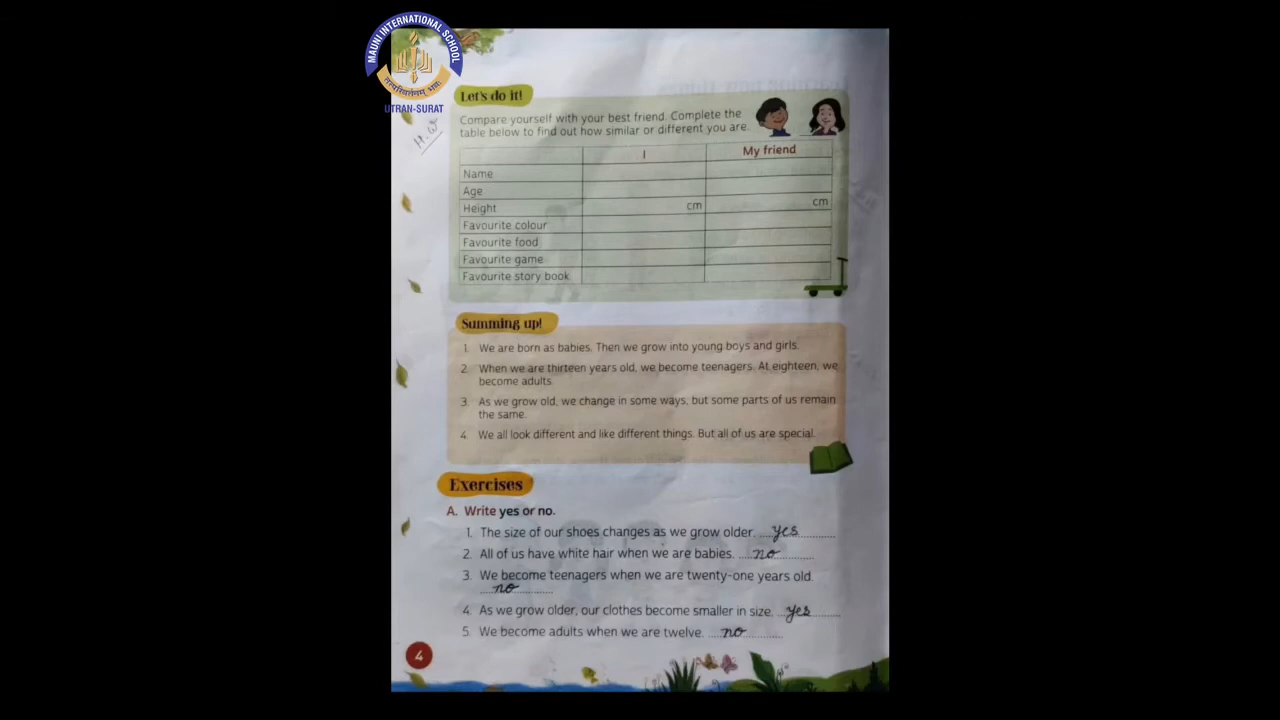 MAUNI INTERNATIONAL SCHOOL
UTRAN-SURAT
H.W
Let's do it!
Compare yourself with your best friend. Complete the
table below to find out how similar or different you are.
I My friend
Name
Age
Height cm cm
Favourite colour
Favourite food
Favourite game
Favourite story book
Summing up!
1. We are born as babies. Then we grow into young boys and girls.
2. When we are thirteen years old, we become teenagers. At eighteen, we
become adults.
3. As we grow old, we change in some ways, but some parts of us remain
the same.
4. We all look different and like different things. But all of us are special.
Exercises
A. Write yes or no.
1. The size of our shoes changes as we grow older. yes
2. All of us have white hair when we are babies. no
3. We become teenagers when we are twenty-one years old.
no
4. As we grow older, our clothes become smaller in size. yes
5. We become adults when we are twelve. no
4